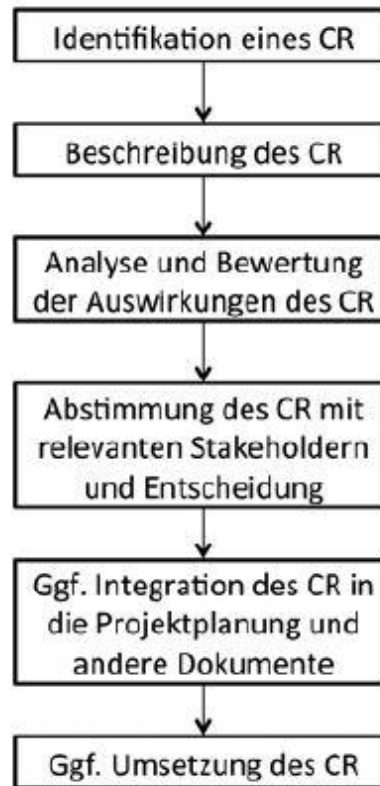 Identifikation eines CR
Beschreibung des CR
Analyse und Bewertung
der Auswirkungen des CR
Abstimmung des CR mit
relevanten Stakeholdern
und Entscheidung
Ggf. Integration des CR in
die Projektplanung und
andere Dokumente
Ggf. Umsetzung des CR